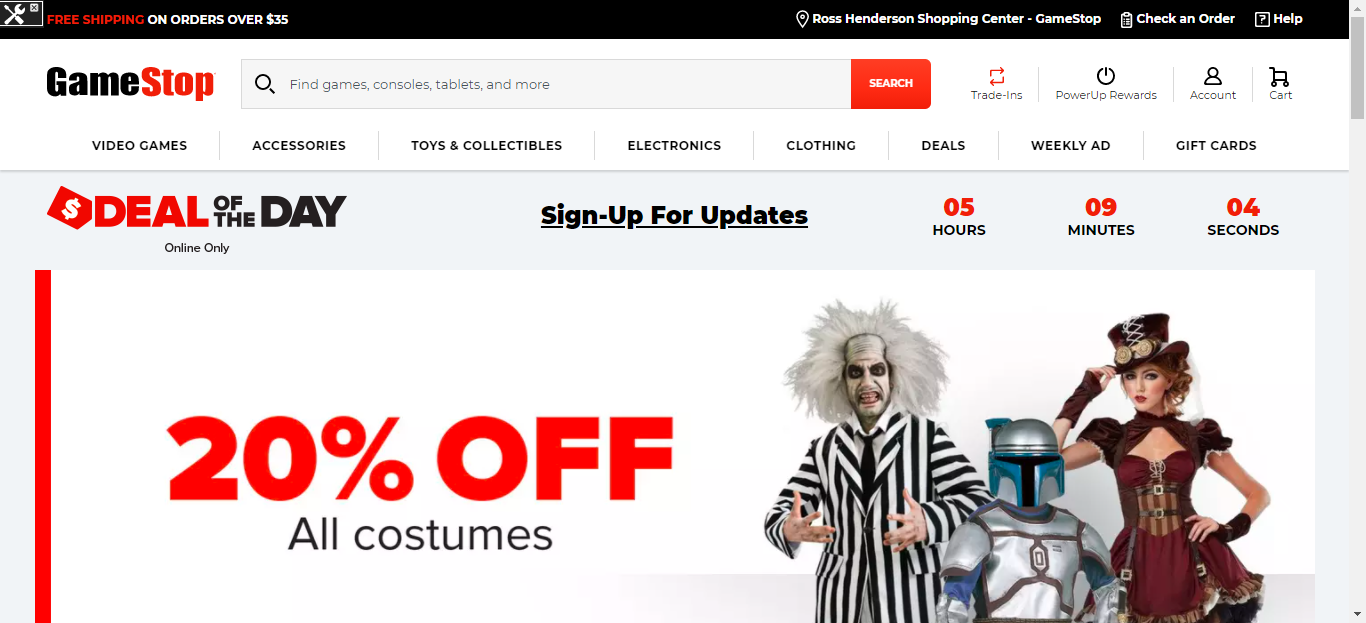 FREE SHIPPING ON ORDERS OVER $35
Ross Henderson Shopping Center - GameStop
Check an Order
Help
GameStop
Find games, consoles, tablets, and more
SEARCH
Trade-Ins
PowerUp Rewards
Account
Cart
VIDEO GAMES
ACCESSORIES
TOYS & COLLECTIBLES
ELECTRONICS
CLOTHING
DEALS
WEEKLY AD
GIFT CARDS
$ DEAL OF THE DAY
Online Only
Sign-Up For Updates
05 09 04
HOURS MINUTES SECONDS
20% OFF
All costumes